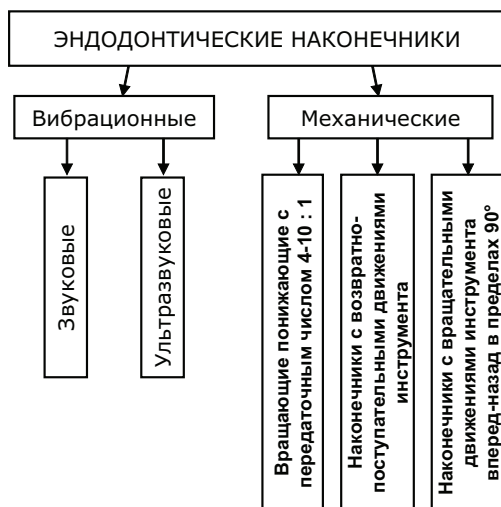 ЭНДОДОНТИЧЕСКИЕ НАКОНЕЧНИКИ
Вибрационные
Механические
Звуковые
Ультразвуковые
Вращающие понижающие с
передаточным числом 4-10 : 1
Наконечники с возвратно-
поступательными движениями
инструмента
Наконечники с вращательными
движениями инструмента
вперед-назад в пределах 90°